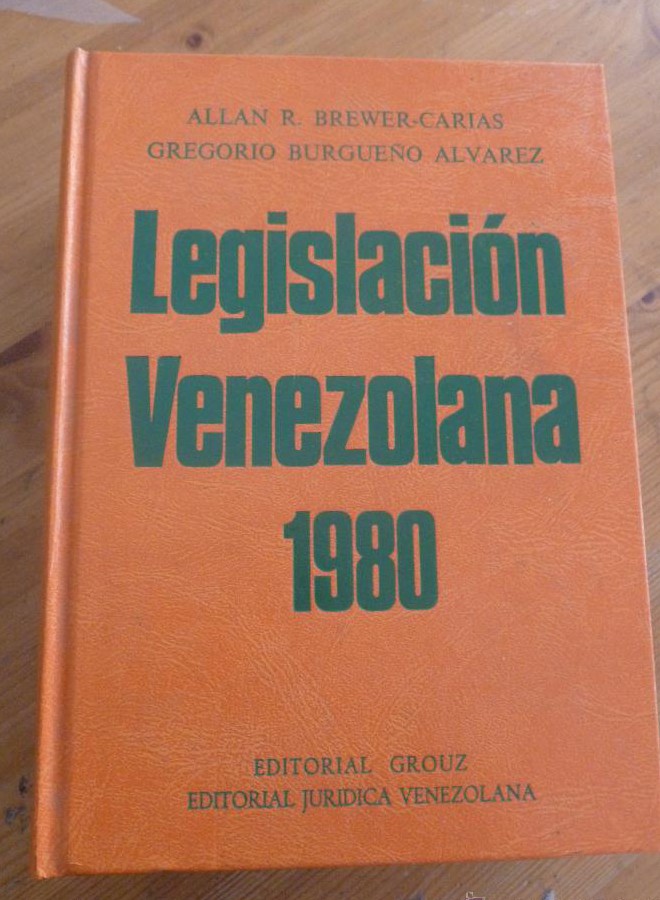 ALLAN R. BREWER-CARIAS
GREGORIO BURGUEÑO ALVAREZ
Legislación
Venezolana
1980
EDITORIAL GROUZ
EDITORIAL JURIDICA VENEZOLANA